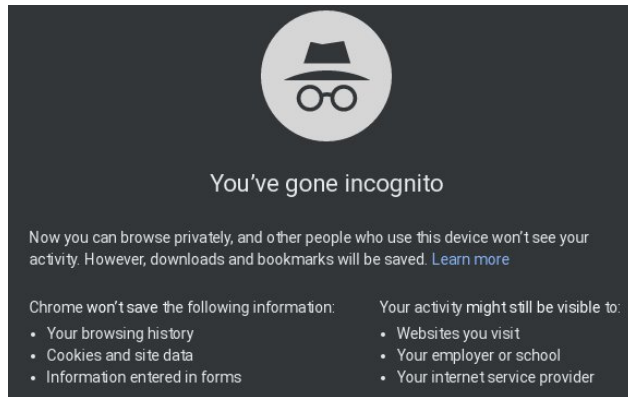 You've gone incognito
Now you can browse privately, and other people who use this device won't see your
activity. However, downloads and bookmarks will be saved. Learn more
Chrome won't save the following information:
• Your browsing history
• Cookies and site data
• Information entered in forms
Your activity might still be visible to:
• Websites you visit
• Your employer or school
• Your internet service provider